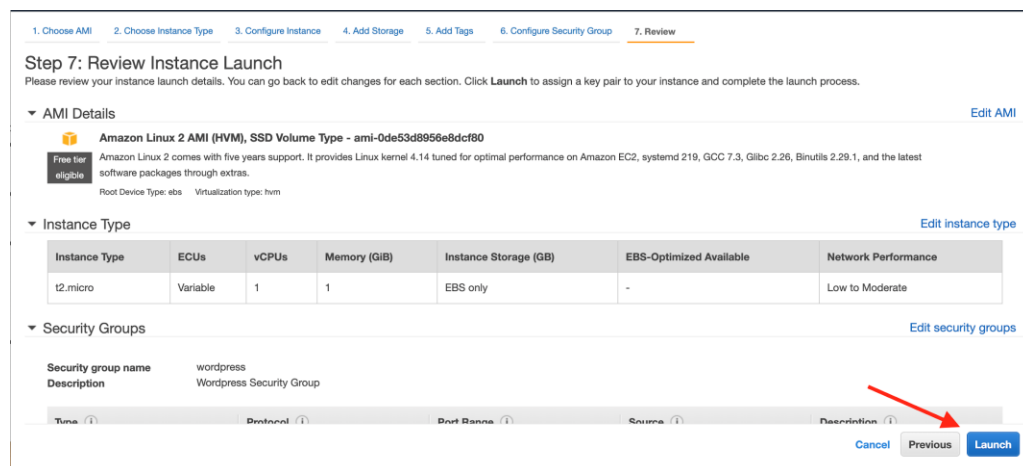 1. Choose AMI 2. Choose Instance Type 3. Configure Instance 4. Add Storage 5. Add Tags 6. Configure Security Group 7. Review
Step 7: Review Instance Launch
Please review your instance launch details. You can go back to edit changes for each section. Click Launch to assign a key pair to your instance and complete the launch process.
AMI Details Edit AMI
Amazon Linux 2 AMI (HVM), SSD Volume Type - ami-0de53d8956e8dcf80
Free tier eligible
Amazon Linux 2 comes with five years support. It provides Linux kernel 4.14 tuned for optimal performance on Amazon EC2, systemd 219, GCC 7.3, Glibc 2.26, Binutils 2.29.1, and the latest
software packages through extras.
Root Device Type: ebs Virtualization type: hvm
Instance Type Edit instance type
Instance Type ECUs vCPUs Memory (GiB) Instance Storage (GB) EBS-Optimized Available Network Performance
t2.micro Variable 1 1 EBS only - Low to Moderate
Security Groups Edit security groups
Security group name wordpress
Description Wordpress Security Group
Type Protocol Port Range Source Description
Cancel Previous Launch